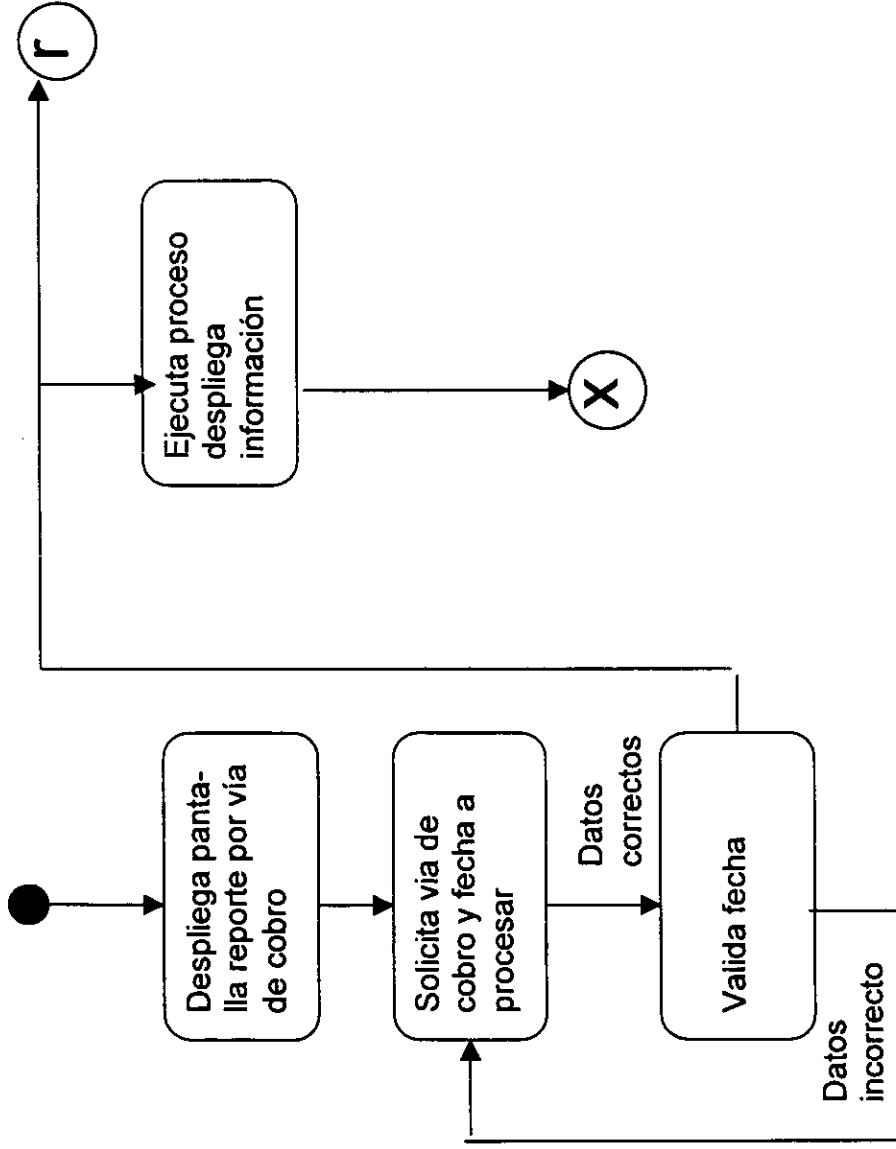 Despliega panta-
lla reporte por vía
de cobro
Solicita via de
cobro y fecha a
procesar
Datos
correctos
Valida fecha
Datos
incorrecto
Ejecuta proceso
despliega
información
X
r